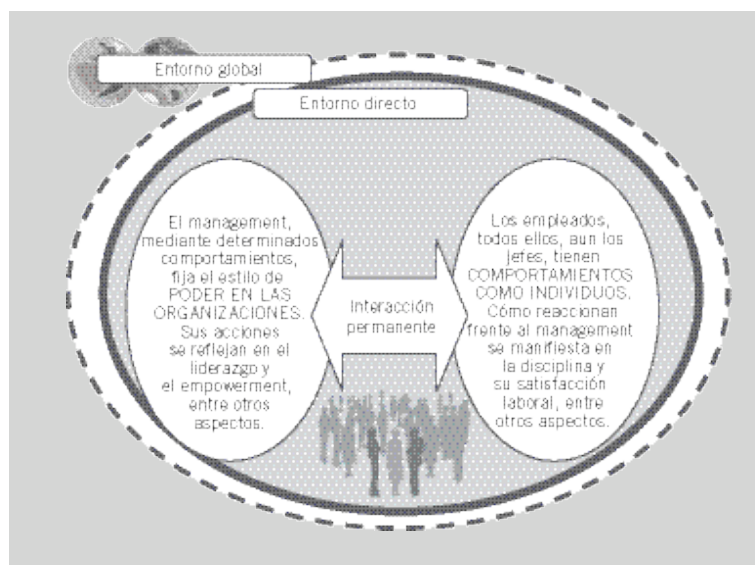 Entorno global
Entorno directo
El management,
mediante determinados
comportamientos,
fija el estilo de
PODER EN LAS
ORGANIZACIONES.
Sus acciones
se reflejan en el
liderazgo y
el empowerment,
entre otros
aspectos.
Interacción
permanente
Los empleados,
todos ellos, aun los
jefes, tienen
COMPORTAMIENTOS
COMO INDIVIDUOS.
Cómo reaccionan
frente al management
se manifiesta en
la disciplina y
su satisfacción
laboral, entre
otros aspectos.